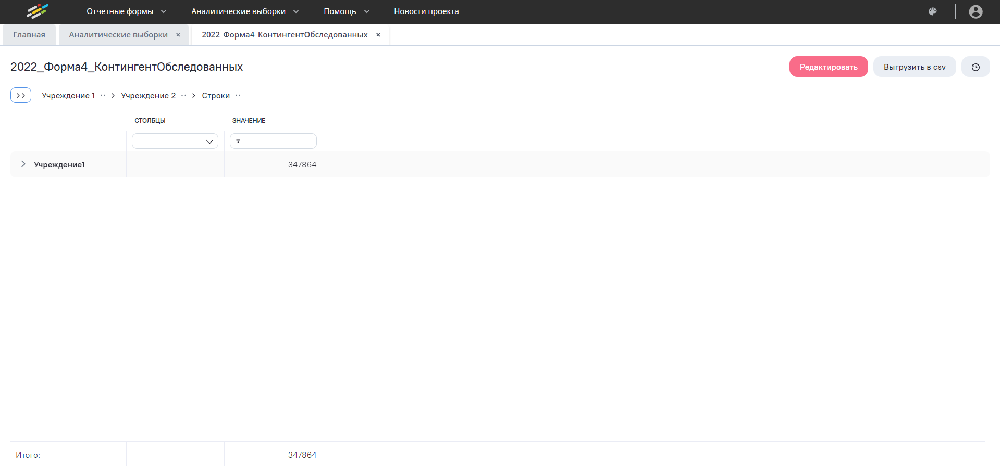 Отчетные формы Аналитические выборки Помощь Новости проекта
Главная Аналитические выборки × 2022_Форма4_КонтингентОбследованных ×
2022_Форма4_КонтингентОбследованных Редактировать Выгрузить в csv
Учреждение 1 Учреждение 2 Строки
СТОЛБЦЫ ЗНАЧЕНИЕ
Учреждение1 347864
Итого: 347864